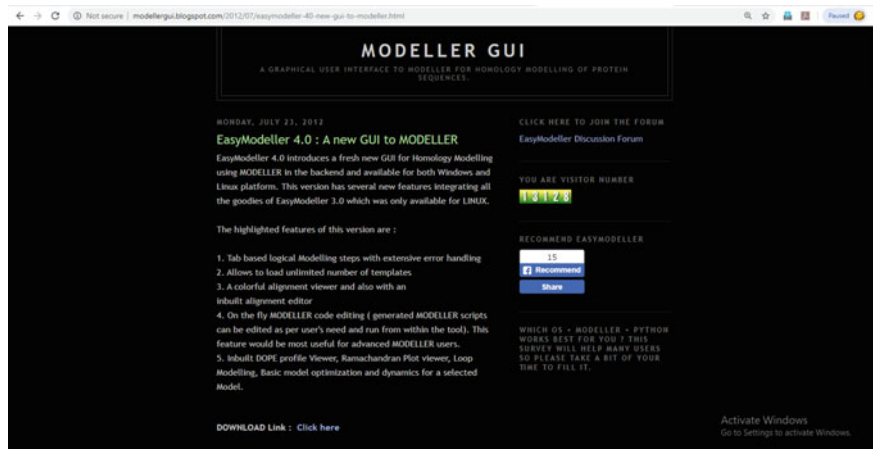 Not secure | modellergui.blogspot.com/2012/07/easymodeller-40-new-gui-to-modeller.html
Paused
MODELLER GUI
A GRAPHICAL USER INTERFACE TO MODELLER FOR HOMOLOGY MODELLING OF PROTEIN
SEQUENCES.
MONDAY, JULY 23, 2012
EasyModeller 4.0 : A new GUI to MODELLER
EasyModeller 4.0 introduces a fresh new GUI for Homology Modelling
using MODELLER in the backend and available for both Windows and
Linux platform. This version has several new features integrating all
the goodies of EasyModeller 3.0 which was only available for LINUX.
The highlighted features of this version are :
1. Tab based logical Modelling steps with extensive error handling
2. Allows to load unlimited number of templates
3. A colorful alignment viewer and also with an
inbuilt alignment editor
4. On the fly MODELLER code editing ( generated MODELLER scripts
can be edited as per user's need and run from within the tool). This
feature would be most useful for advanced MODELLER users.
5. Inbuilt DOPE profile Viewer, Ramachandran Plot viewer, Loop
Modelling, Basic model optimization and dynamics for a selected
Model.
DOWNLOAD Link : Click here
CLICK HERE TO JOIN THE FORUM
EasyModeller Discussion Forum
YOU ARE VISITOR NUMBER
13128
RECOMMEND EASYMODELLER
15
Recommend
Share
WHICH OS + MODELLER + PYTHON
WORKS BEST FOR YOU ? THIS
SURVEY WILL HELP MANY USERS
SO PLEASE TAKE A BIT OF YOUR
TIME TO FILL IT.
Activate Windows
Go to Settings to activate Windows.